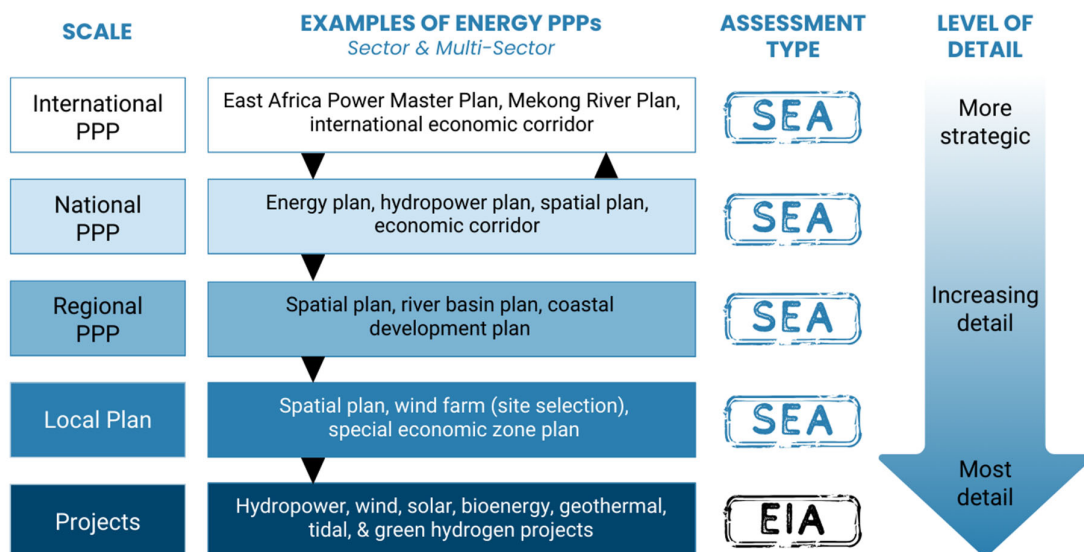 SCALE
EXAMPLES OF ENERGY PPPs
Sector & Multi-Sector
ASSESSMENT
TYPE
LEVEL OF
DETAIL
International
PPP
East Africa Power Master Plan, Mekong River Plan,
international economic corridor
SEA
More
strategic
National
PPP
Energy plan, hydropower plan, spatial plan,
economic corridor
SEA
Regional
PPP
Spatial plan, river basin plan, coastal
development plan
SEA
Increasing
detail
Local Plan
Spatial plan, wind farm (site selection),
special economic zone plan
SEA
Projects
Hydropower, wind, solar, bioenergy, geothermal,
tidal, & green hydrogen projects
EIA
Most
detail